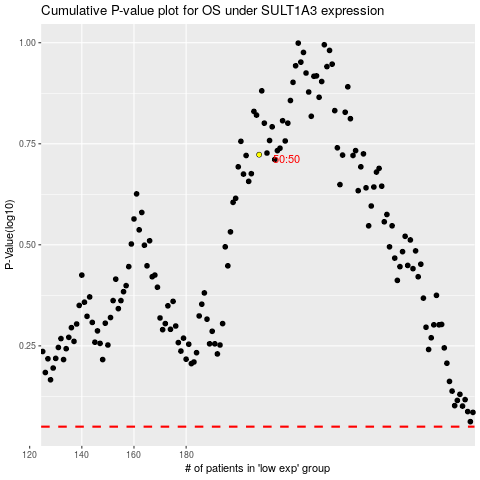 Cumulative P-value plot for OS under SULT1A3 expression
1.00
0.75
0.50
0.25
P-Value(log10)
50:50
120 140 160 180
# of patients in 'low exp' group